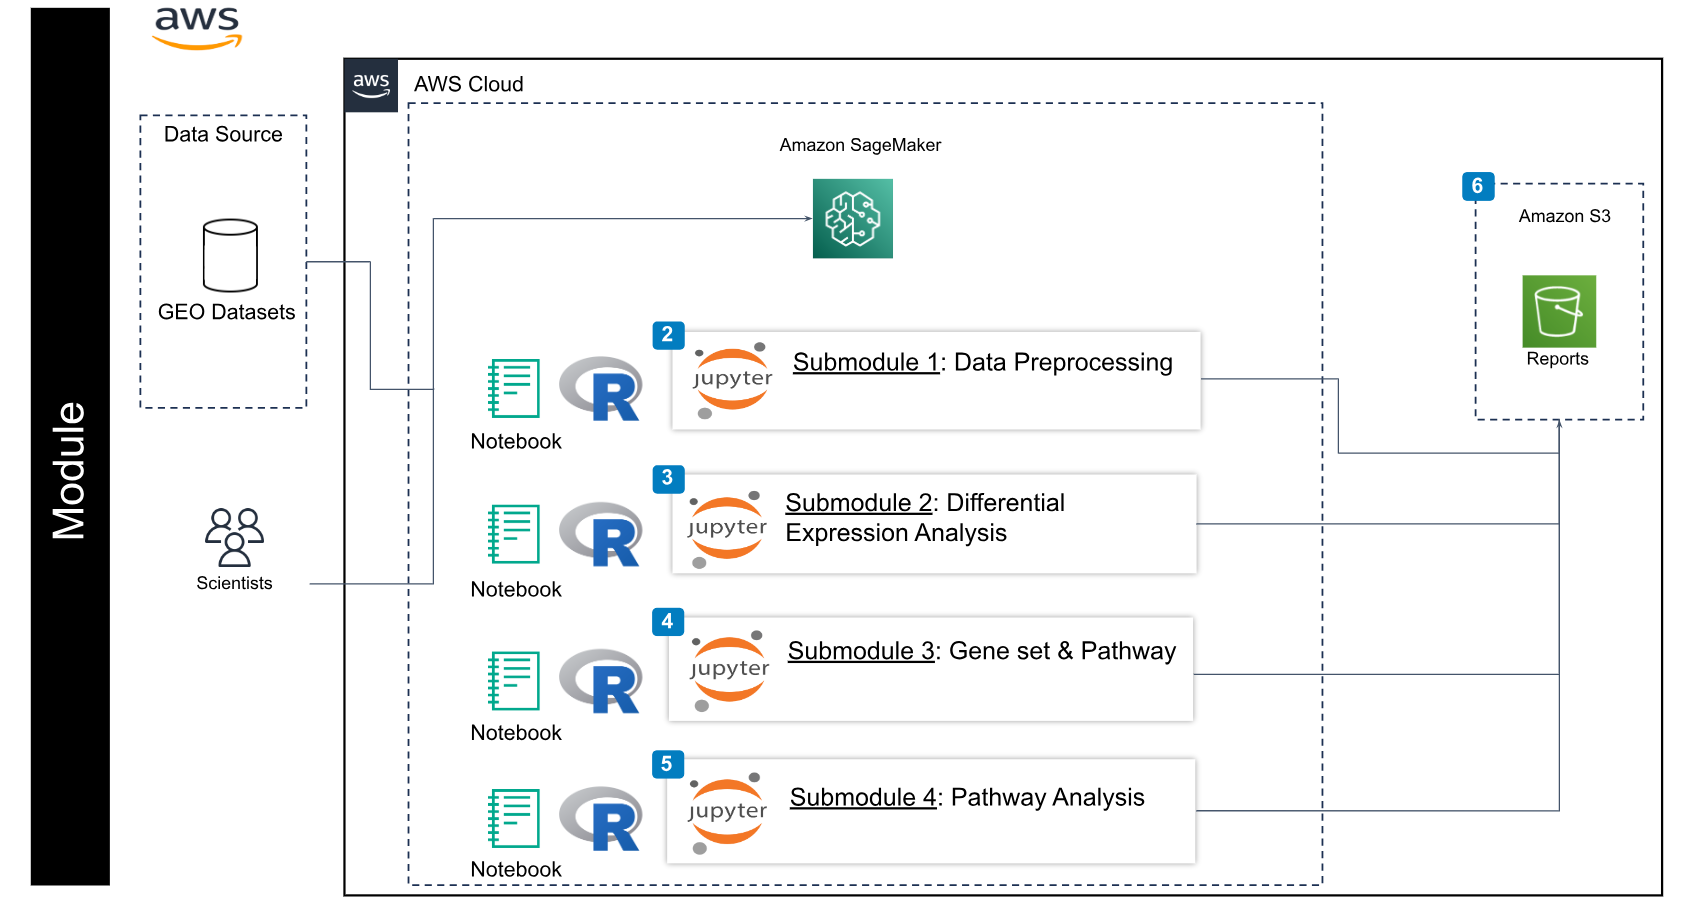 Module
aws
aws
AWS Cloud
Data Source
GEO Datasets
Scientists
Amazon SageMaker
2
Notebook
R
jupyter
Submodule 1: Data Preprocessing
3
Notebook
R
jupyter
Submodule 2: Differential
Expression Analysis
4
Notebook
R
jupyter
Submodule 3: Gene set & Pathway
5
Notebook
R
jupyter
Submodule 4: Pathway Analysis
6
Amazon S3
Reports